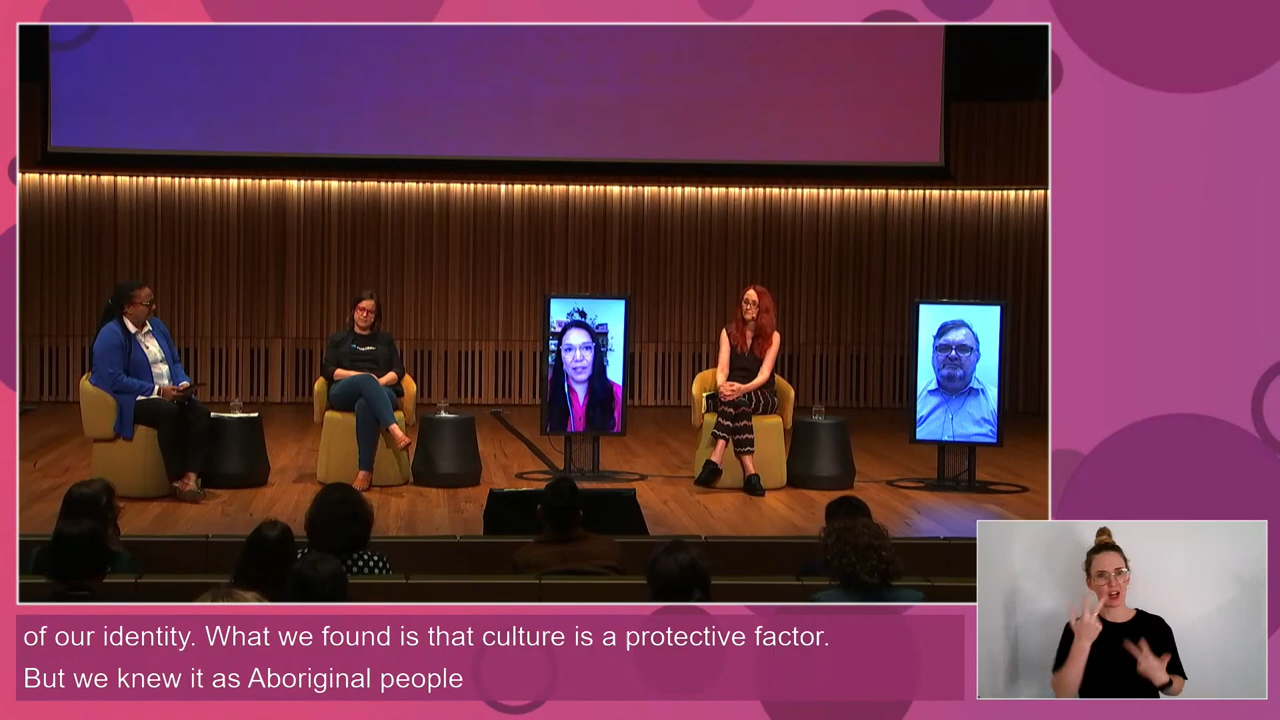 of our identity. What we found is that culture is a protective factor.
But we knew it as Aboriginal people